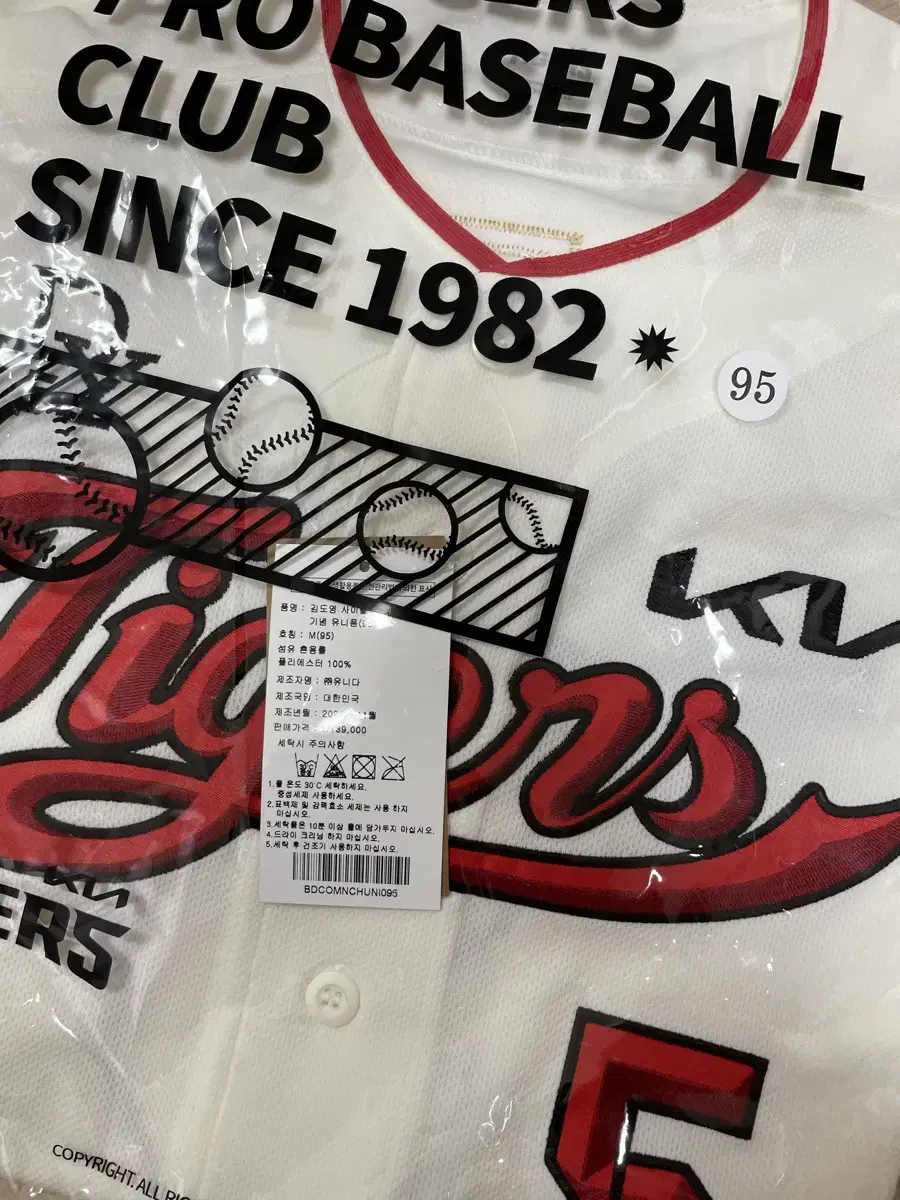 PRO BASEBALL
CLUB
SINCE 1982
95
KIA
Tigers
품명 : 김도영
기념 유니폼
호칭 : M(95)
섬유 혼용률
폴리에스터 100%
제조자명 : ㈜유니다
제조국명 : 대한민국
제조년월 :
판매가격
세탁시 주의사항
1.물 온도 30℃ 세탁하세요.
중성세제 사용하세요.
2.표백제 및 강력효소 세제는 사용 하지
마십시오.
3.세탁물은 10분 이상 물에 담가두지 마십시오.
4.드라이 크리닝 하지 마십시오.
5.세탁 후 건조기 사용하지 마십시오.
BDCOMNCHUNI095
5
COPYRIGHT. ALL